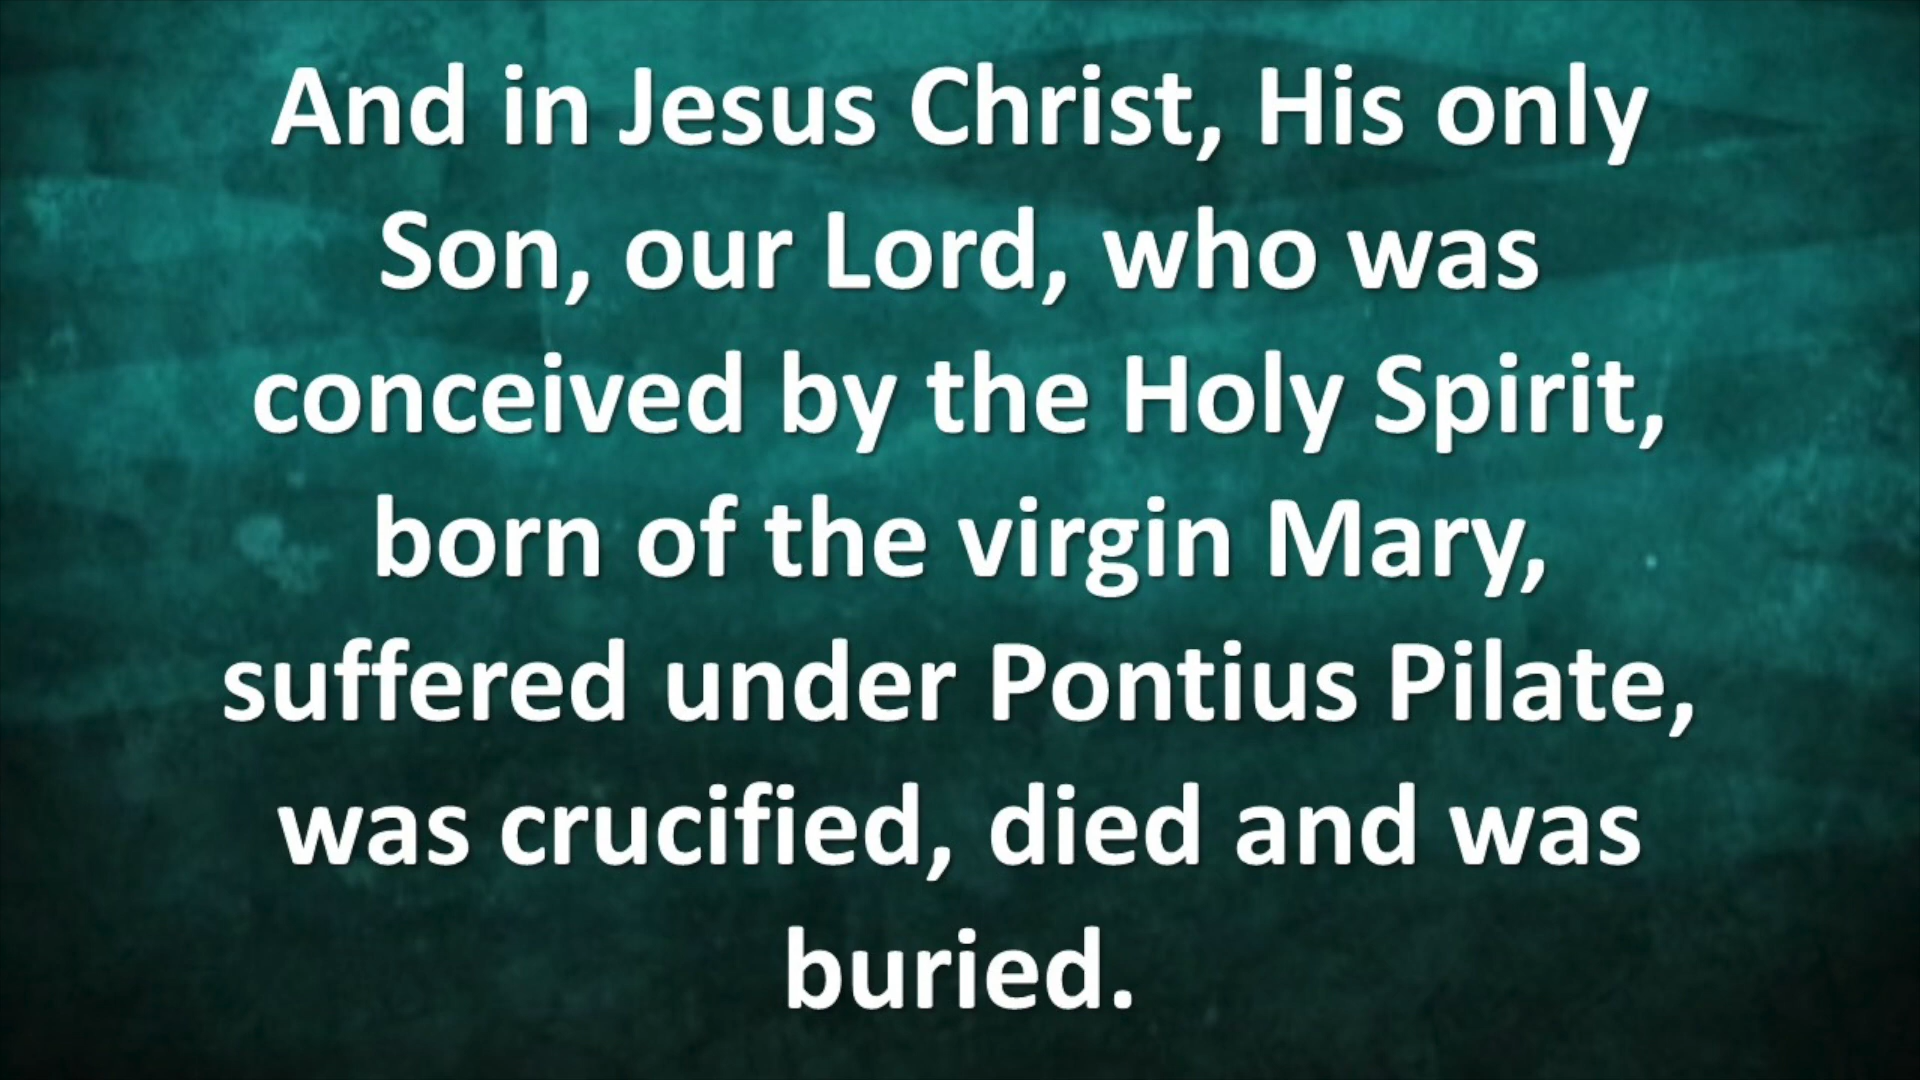 And in Jesus Christ, His only
Son, our Lord, who was
conceived by the Holy Spirit,
born of the virgin Mary,
suffered under Pontius Pilate,
was crucified, died and was
buried.